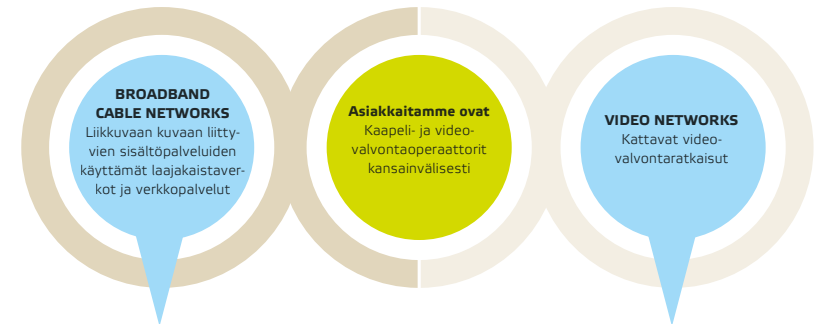 BROADBAND
CABLE NETWORKS
Liikkuvaan kuvaan liitty-
vien sisältöpalveluiden
käyttämät laajakaistaver-
kot ja verkkopalvelut
Asiakkaitamme ovat
Kaapeli- ja video-
valvontaoperaattorit
kansainvälisesti
VIDEO NETWORKS
Kattavat video-
valvontaratkaisut